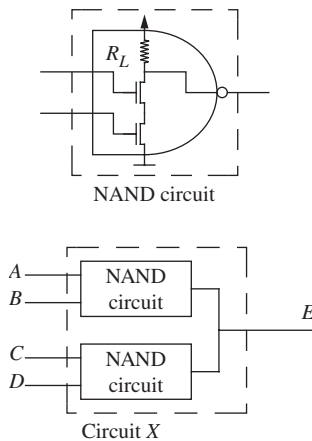 R_L
NAND circuit
A
B
NAND
circuit
E
C
D
NAND
circuit
Circuit X